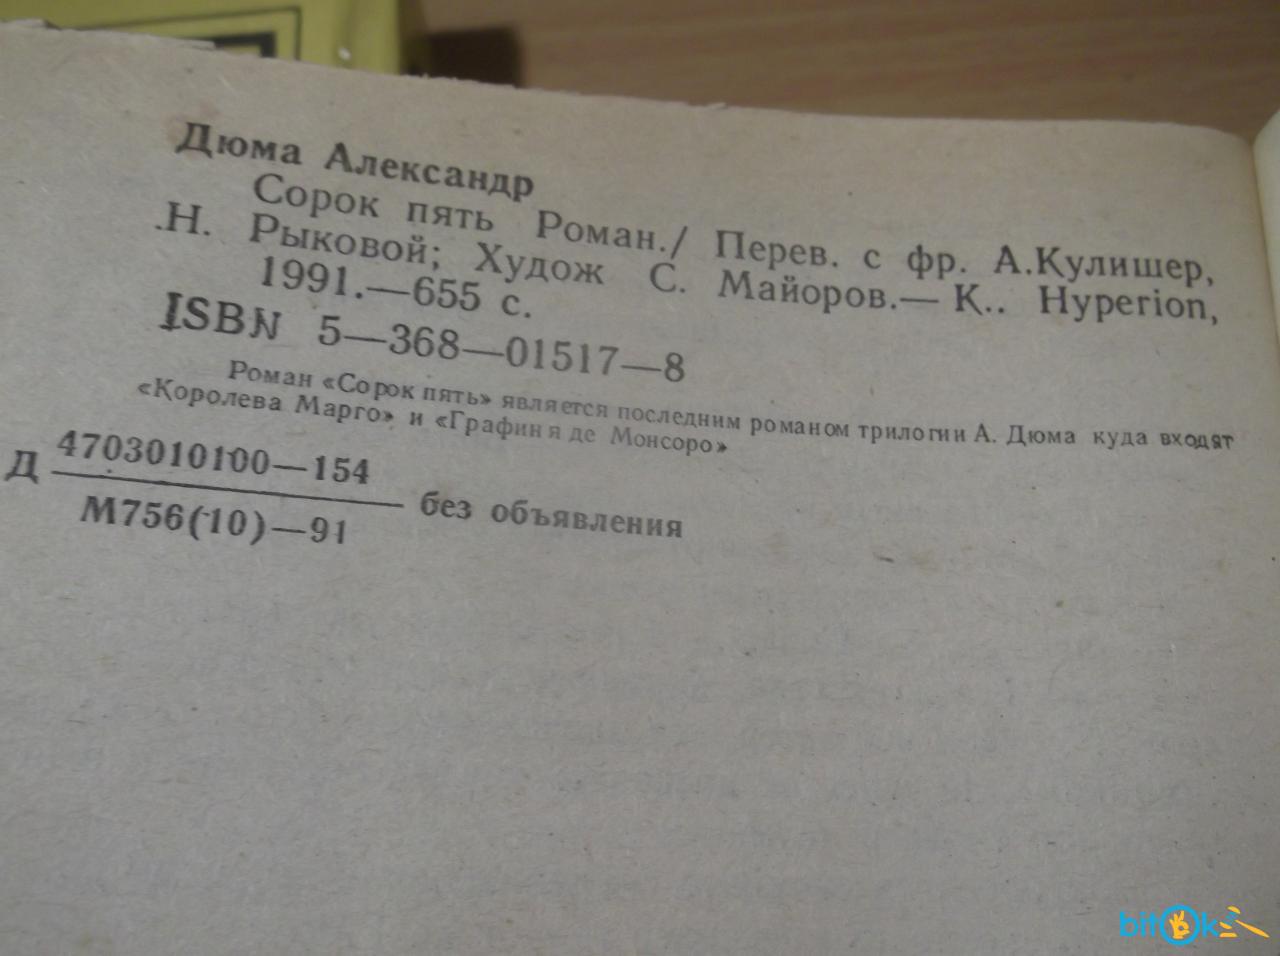 Дюма Александр
Сорок пять Роман./ Перев. с фр. А.Кулишер,
Н. Рыковой; Худож С. Майоров.— К.. Hyperion,
1991.—655 с.
ISBN 5—368—01517—8
Роман «Сорок пять» является последним романом трилогии А. Дюма куда входят
«Королева Марго» и «Графиня де Монсоро»
Д 4703010100—154
М756(10)—91 без объявления
bitOk